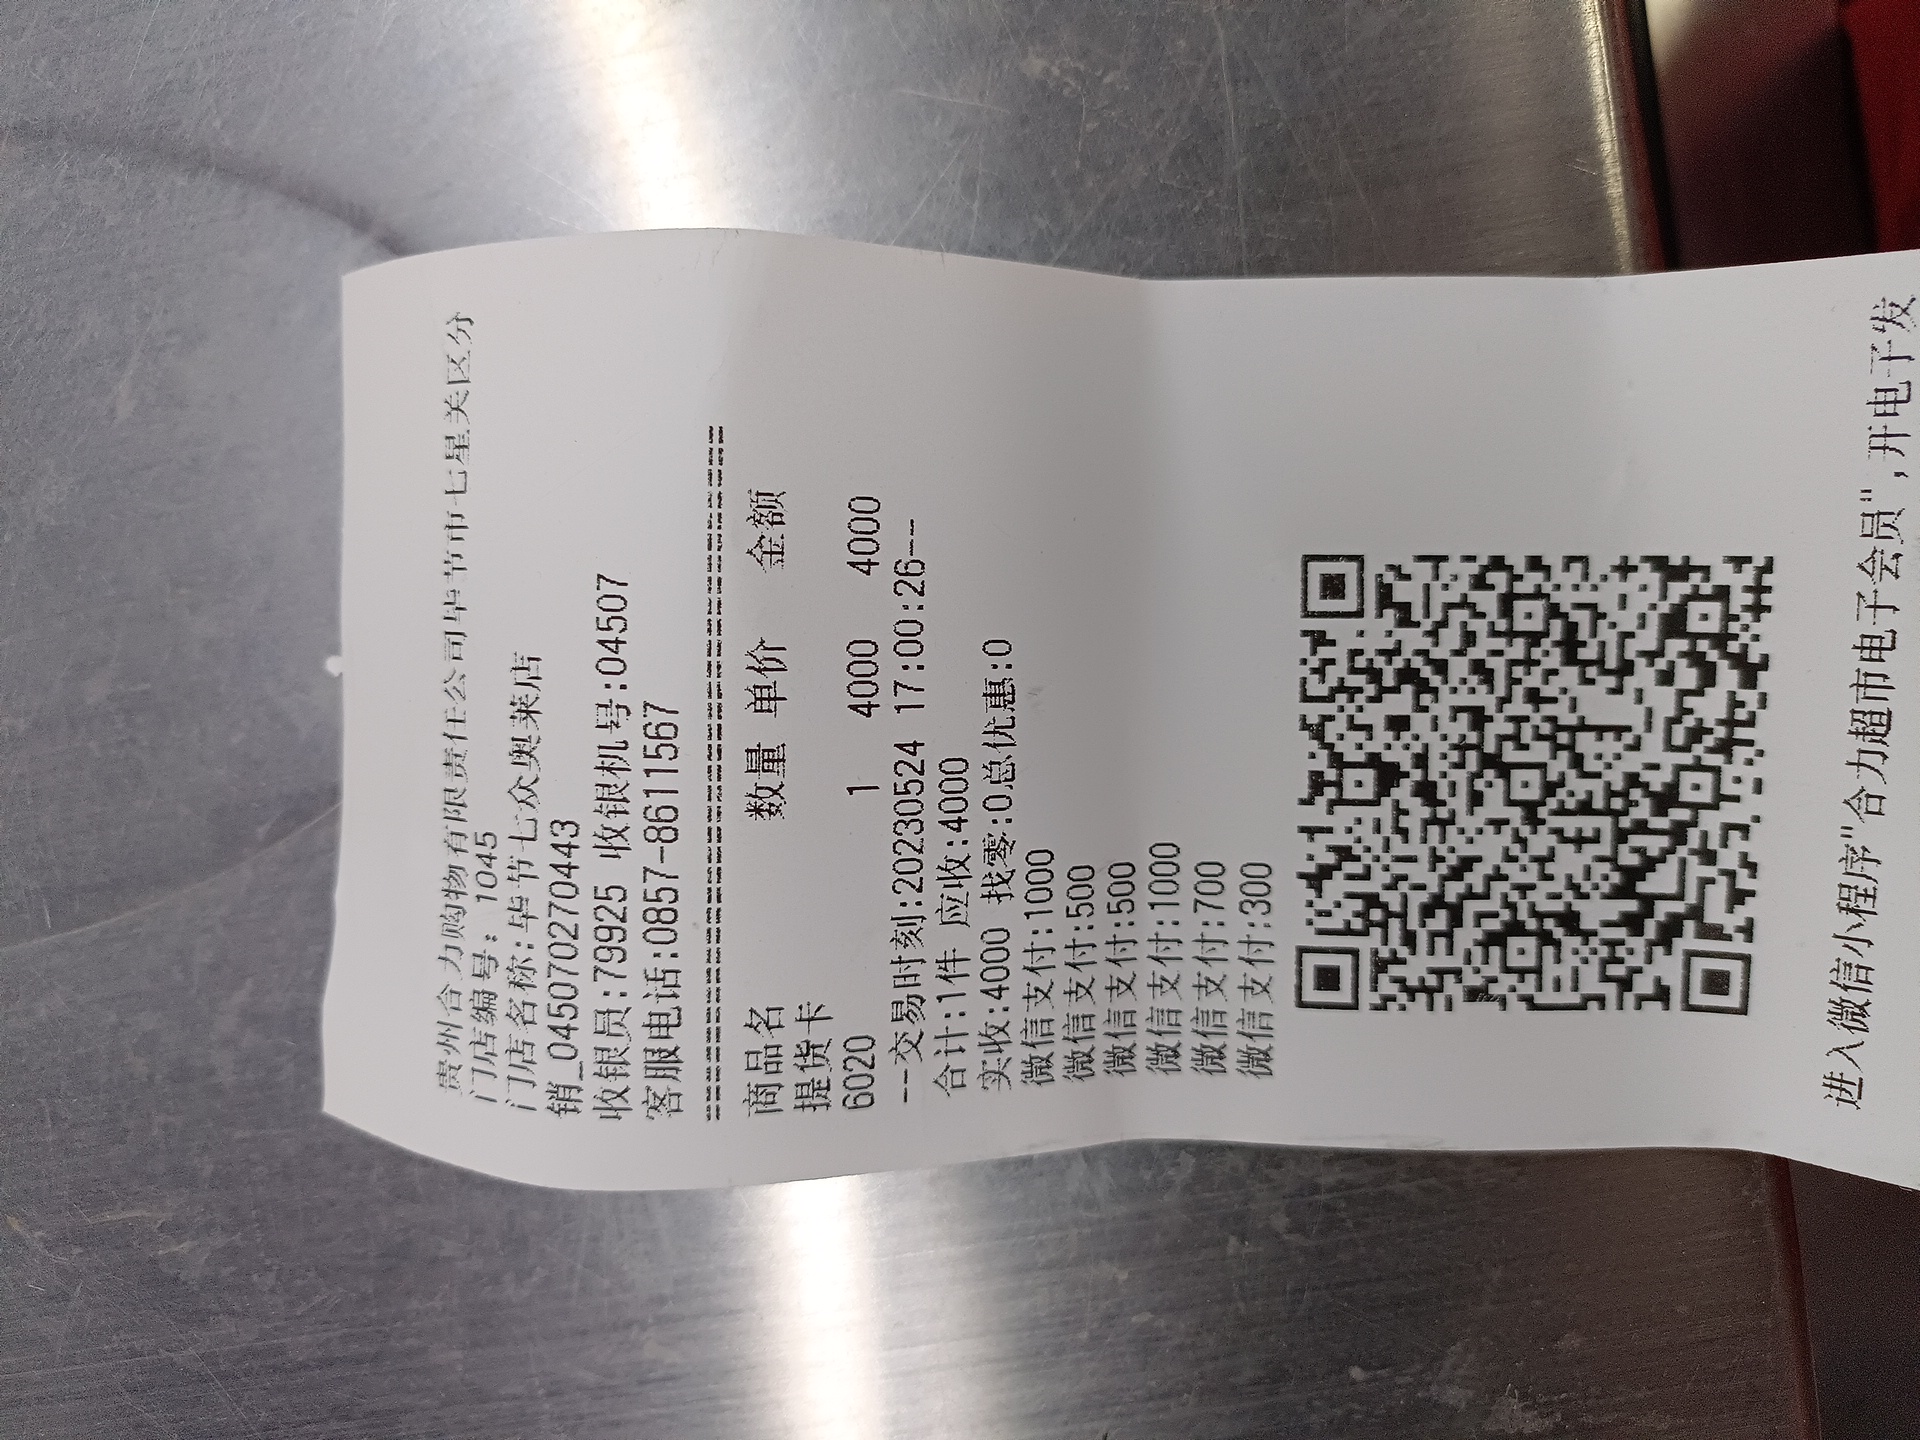 贵州合力购物有限责任公司毕节市七星关区分
门店编号: 1045
门店名称:毕节七众奥莱店
销_045070270443
收银员:79925 收银机号:04507
客服电话:0857-8611567
========================================
商品名 数量 单价 金额
提货卡
6020 1 4000 4000
--交易时刻:20230524 17:00:26--
合计:1件 应收:4000
实收:4000 找零:0总优惠:0
微信支付:1000
微信支付:500
微信支付:500
微信支付:1000
微信支付:700
微信支付:300
进入微信小程序"合力超市电子会员",开电子发